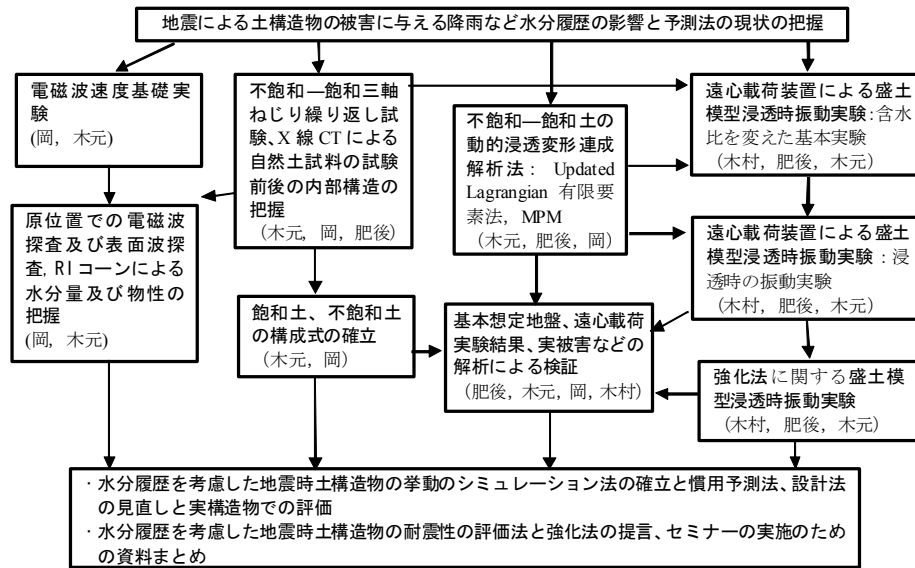 地震による土構造物の被害に与える降雨など水分履歴の影響と予測法の現状の把握
電磁波速度基礎実
験
(岡，木元)
不飽和―飽和三軸
ねじり繰り返し試
験、X 線 CT による
自然土試料の試験
前後の内部構造の
把握
（木元，岡，肥後）
不飽和―飽和土の
動的浸透変形連成
解析法： Updated
Lagrangian 有限要
素法，MPM
（木元，肥後，岡）
遠心載荷装置による盛土
模型浸透時振動実験：含水
比を変えた基本実験
（木村，肥後，木元）
原位置での電磁波
探査及び表面波探
査，RI コーンによる
水分量及び物性の
把握
(岡，木元)
遠心載荷装置による盛土
模型浸透時振動実験：浸
透時の振動実験
（木村，肥後，木元）
飽和土、不飽和土
の構成式の確立
（木元，岡）
基本想定地盤、遠心載荷
実験結果、実被害などの
解析による検証
（肥後，木元，岡，木村）
強化法に関する盛土模
型浸透時振動実験
（木村，肥後，木元）
・水分履歴を考慮した地震時土構造物の挙動のシミュレーション法の確立と慣用予測法、設計法
の見直しと実構造物での評価
・水分履歴を考慮した地震時土構造物の耐震性の評価法と強化法の提言、セミナーの実施のため
の資料まとめ